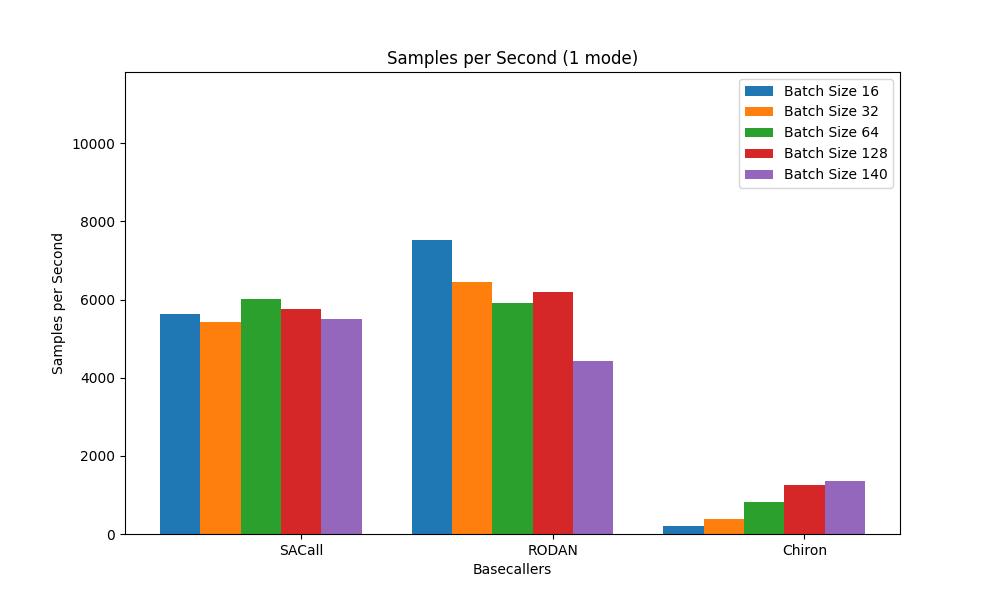 Samples per Second (1 mode)
Batch Size 16
Batch Size 32
Batch Size 64
Batch Size 128
Batch Size 140
10000
8000
6000
4000
2000
0
Samples per Second
SACall
RODAN
Chiron
Basecallers